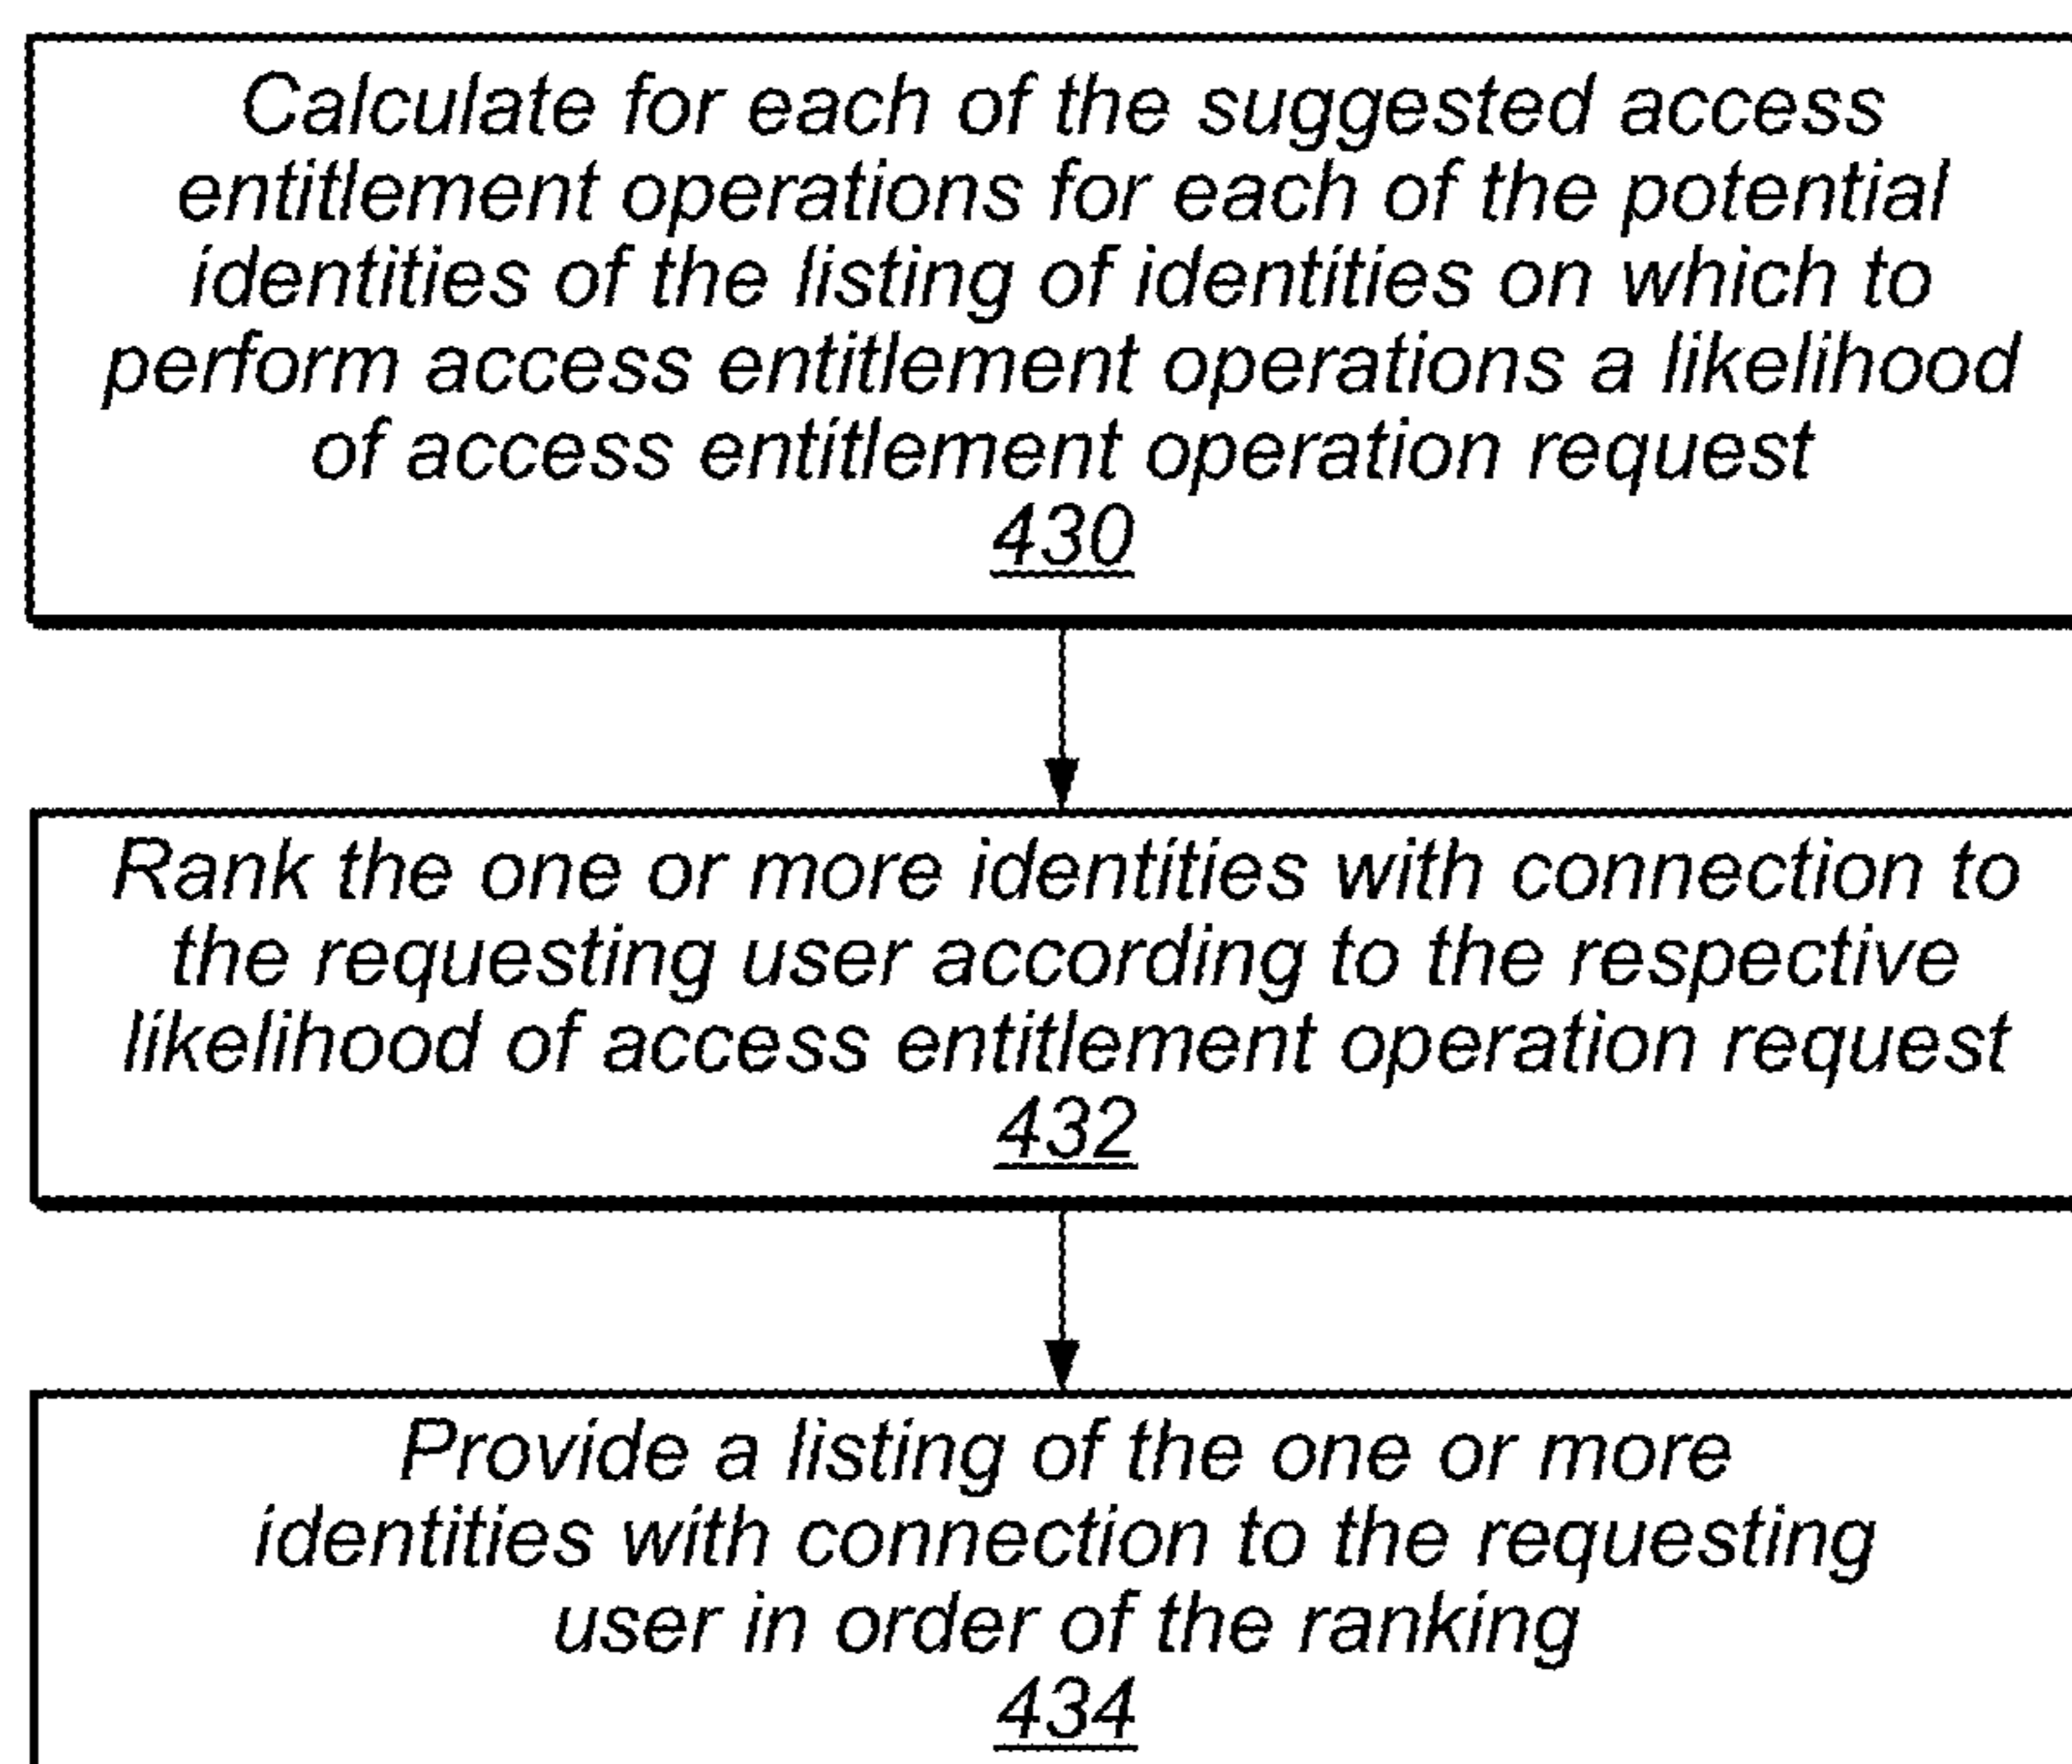 Calculate for each of the suggested access
entitlement operations for each of the potential
identities of the listing of identities on which to
perform access entitlement operations a likelihood
of access entitlement operation request
430
Rank the one or more identities with connection to
the requesting user according to the respective
likelihood of access entitlement operation request
432
Provide a listing of the one or more
identities with connection to the requesting
user in order of the ranking
434